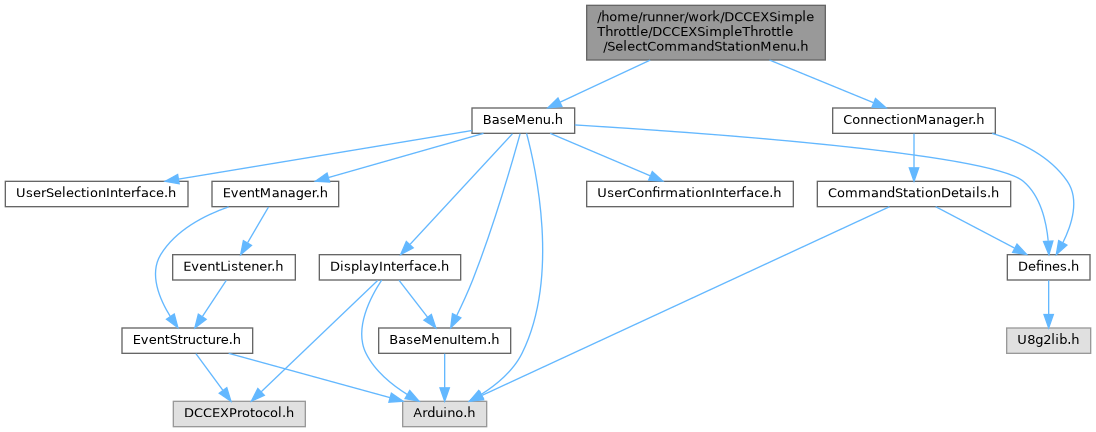 /home/runner/work/DCCEXSimple
Throttle/DCCEXSimpleThrottle
/SelectCommandStationMenu.h
BaseMenu.h
ConnectionManager.h
UserSelectionInterface.h
EventManager.h
UserConfirmationInterface.h
CommandStationDetails.h
EventListener.h
DisplayInterface.h
Defines.h
EventStructure.h
BaseMenuItem.h
U8g2lib.h
DCCEXProtocol.h
Arduino.h